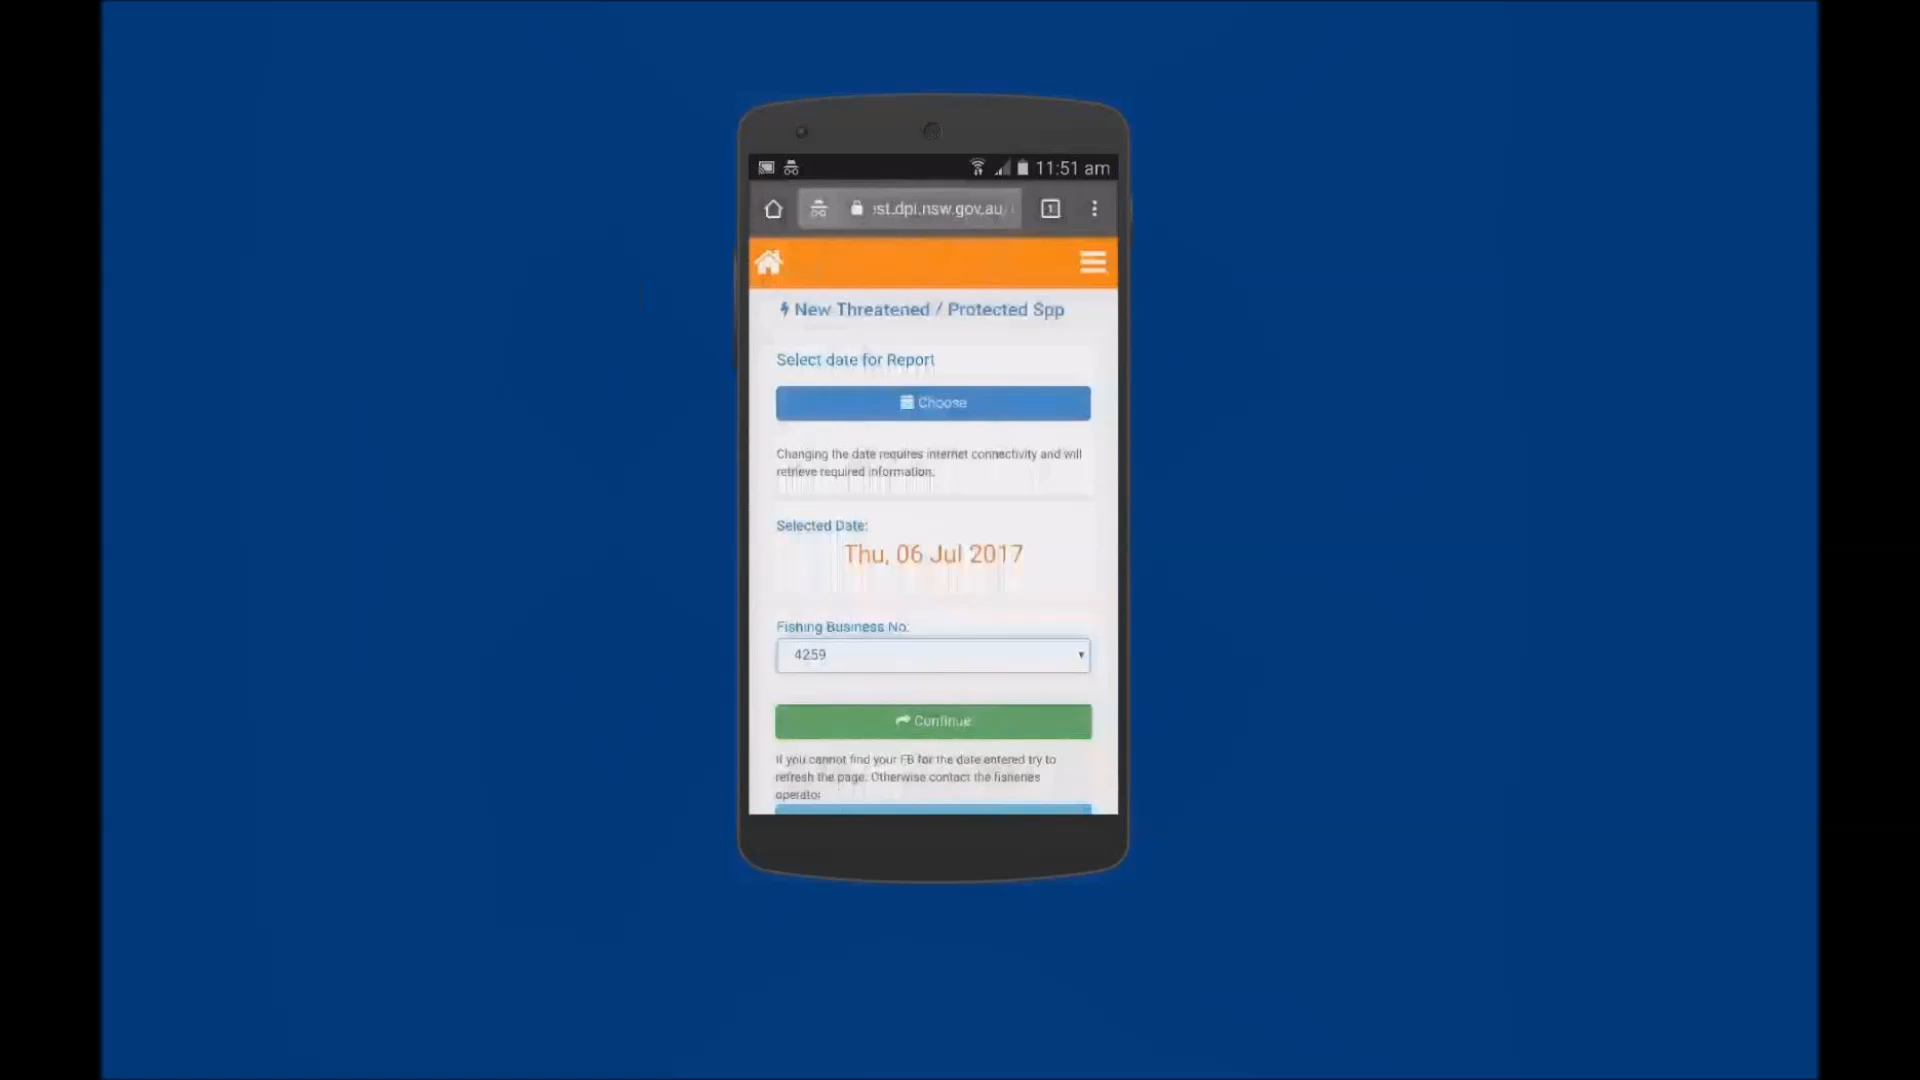 11:51 am
st.dpi.nsw.gov.au/
1
New Threatened / Protected Spp
Select date for Report
Choose
Changing the date requires internet connectivity and will
retrieve required information.
Selected Date:
Thu, 06 Jul 2017
Fishing Business No:
4259
Continue
If you cannot find your FB for the date entered try to
refresh the page. Otherwise contact the fisheries
operator